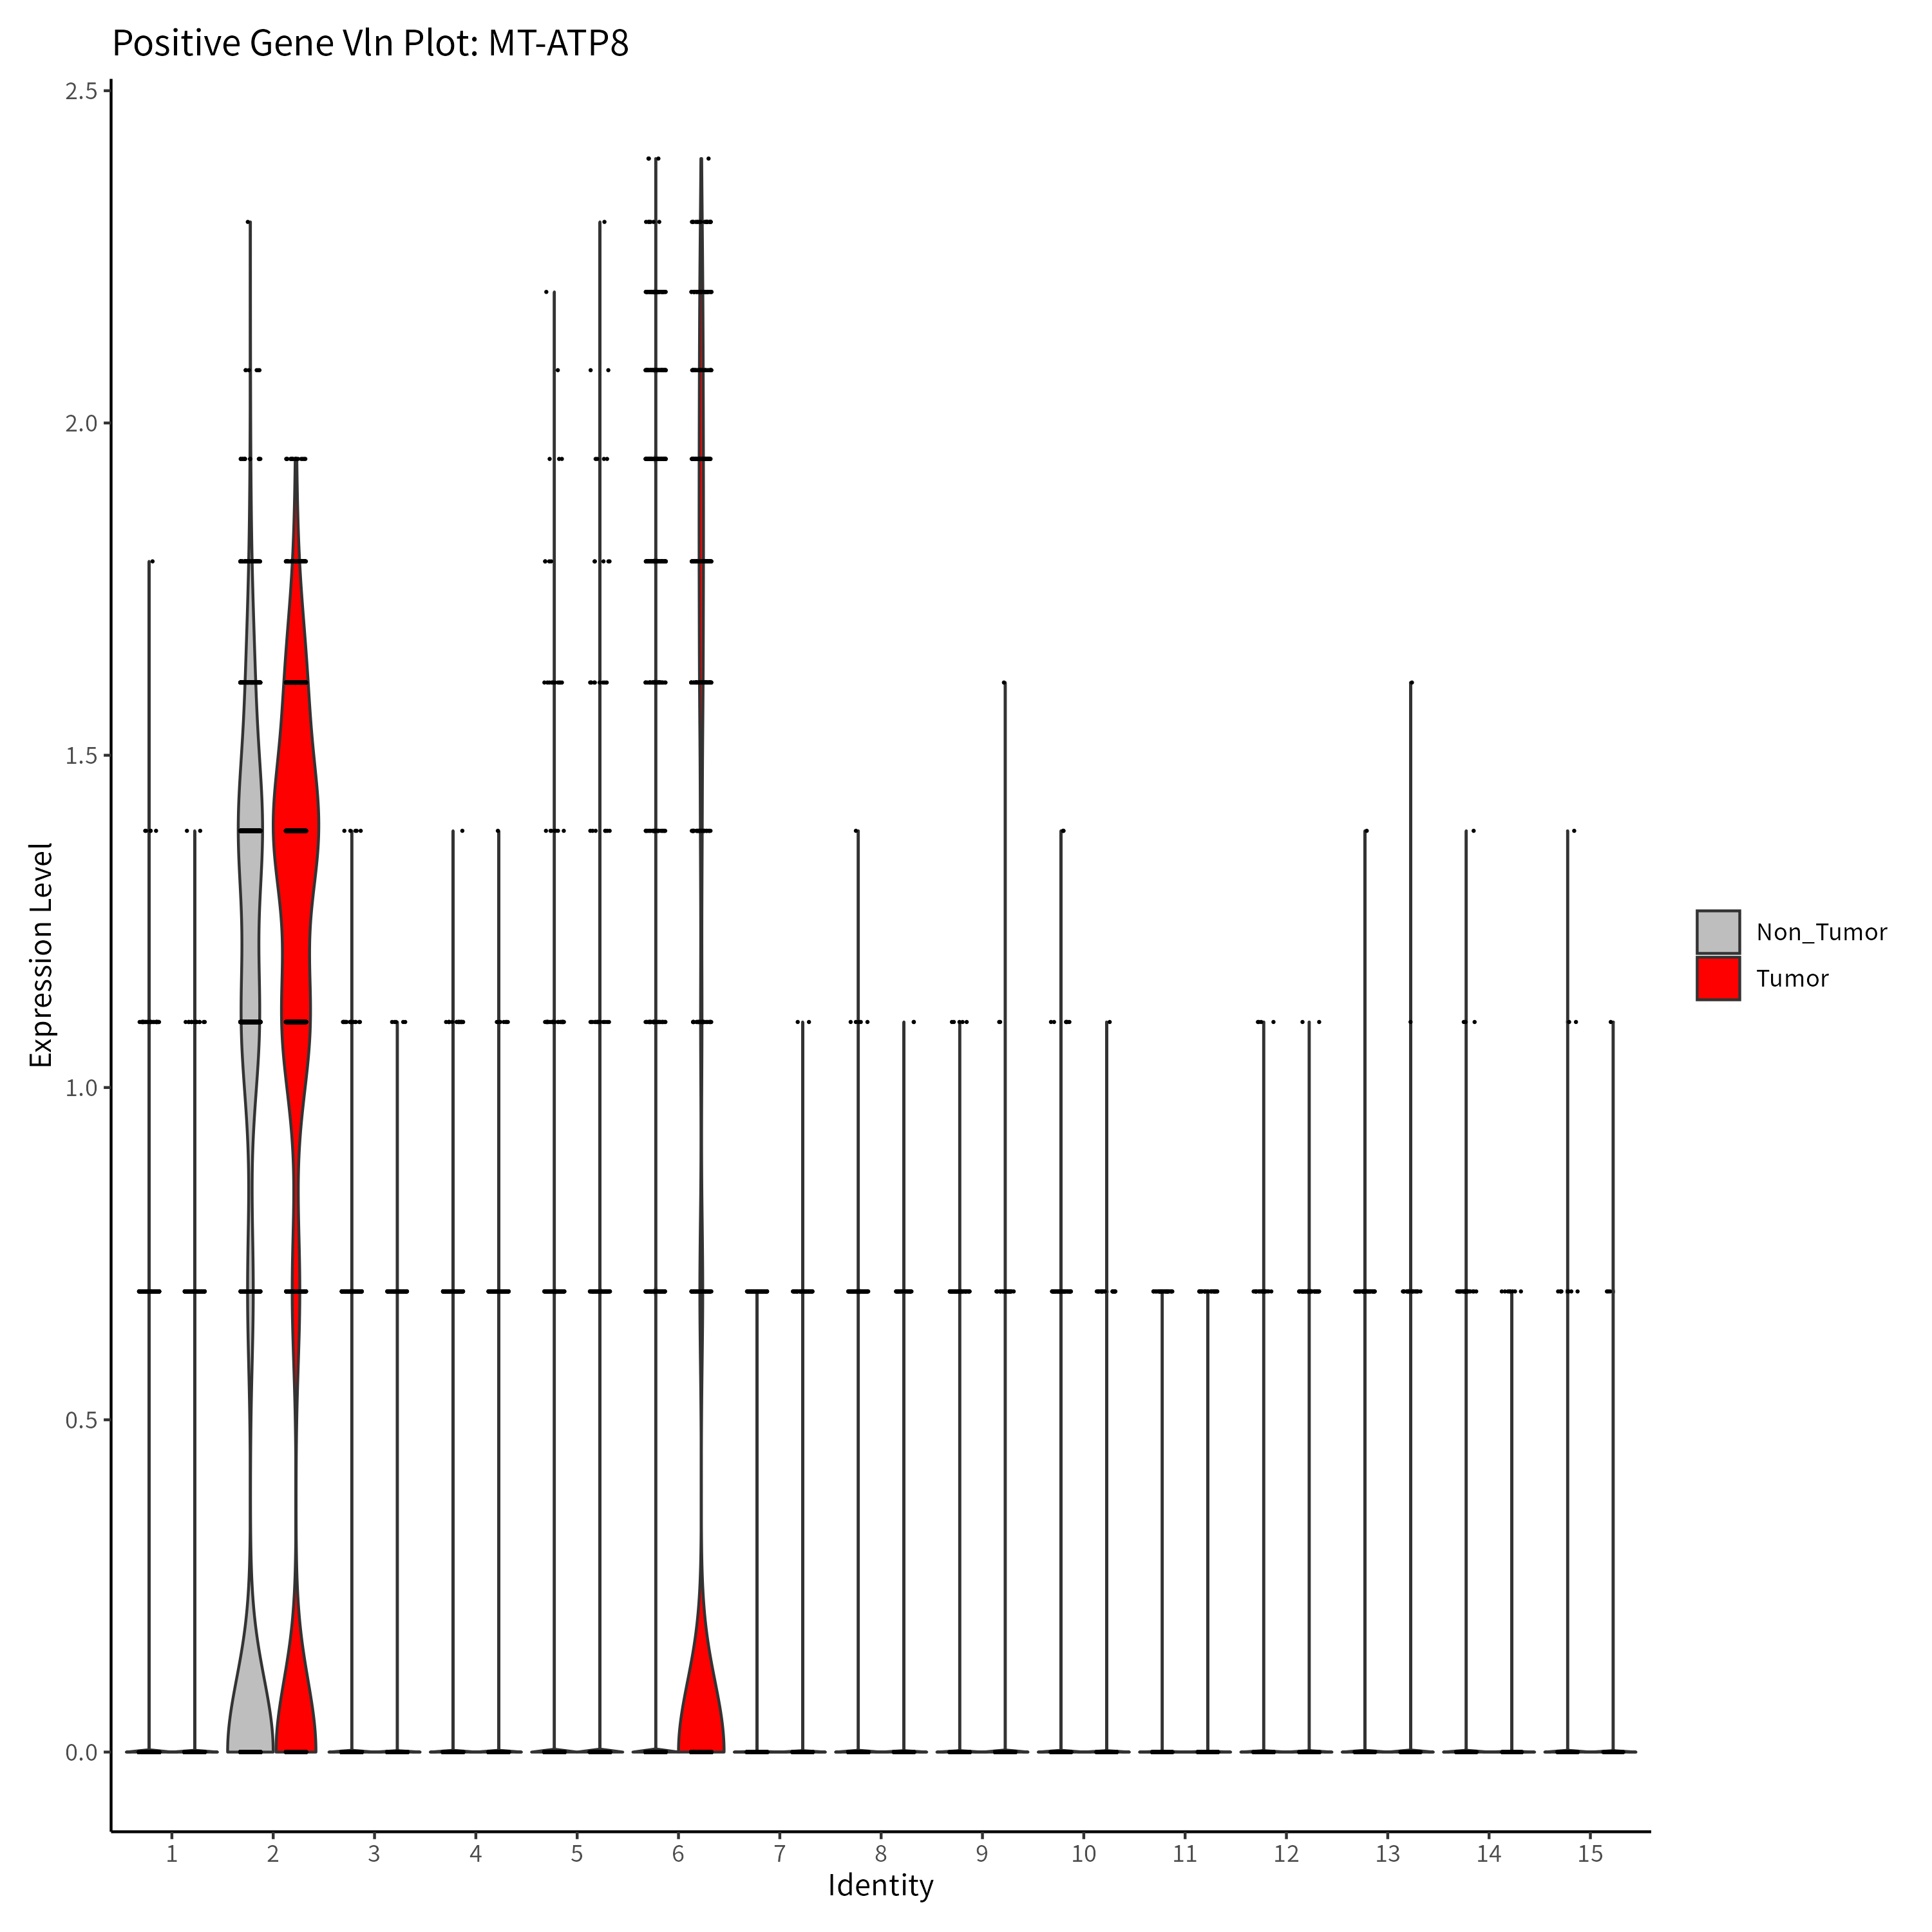 Positive Gene Vln Plot: MT-ATP8
2.5
2.0
1.5
1.0
0.5
0.0
Expression Level
1 2 3 4 5 6 7 8 9 10 11 12 13 14 15
Identity
Non_Tumor
Tumor